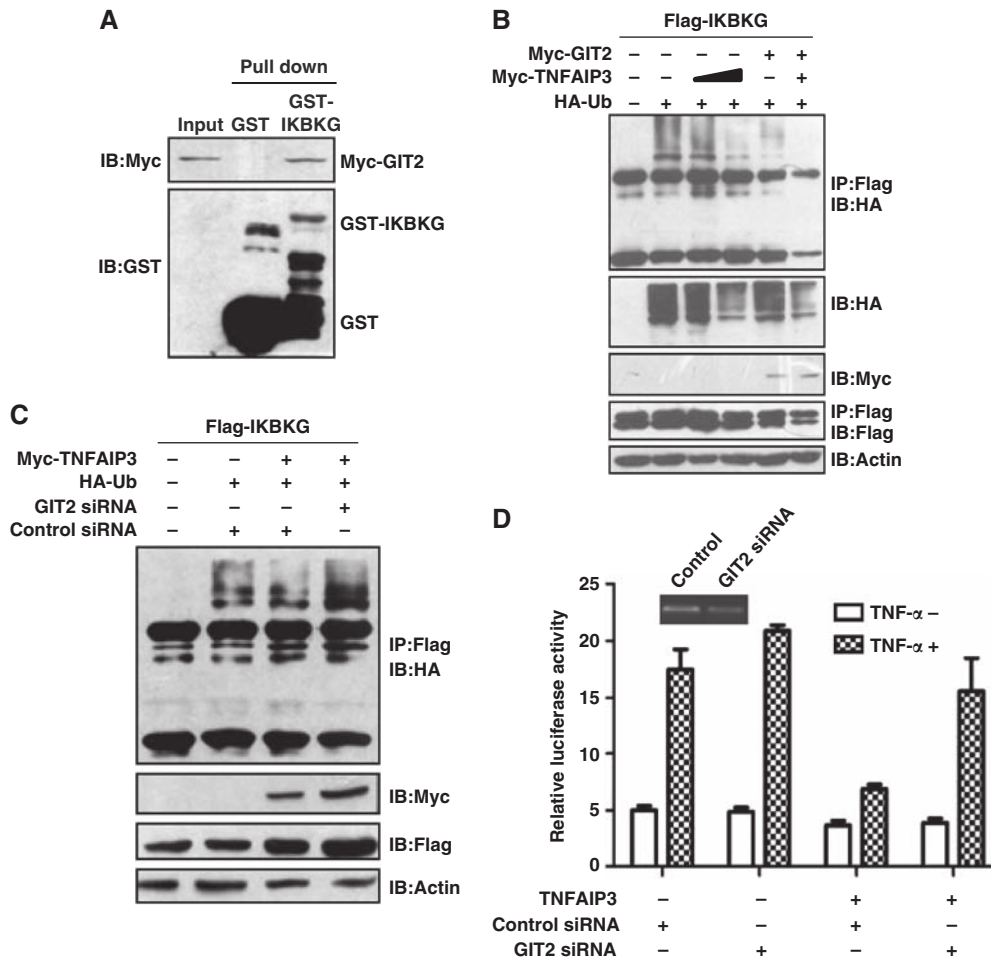 A
Pull down
Input GST GST-IKBKG
IB:Myc Myc-GIT2
GST-IKBKG
IB:GST
GST
B
Flag-IKBKG
Myc-GIT2 – – – – + +
Myc-TNFAIP3 – – – +
HA-Ub – + + + + +
IP:Flag
IB:HA
IB:HA
IB:Myc
IP:Flag
IB:Flag
IB:Actin
C
Flag-IKBKG
Myc-TNFAIP3 – – + +
HA-Ub – + + +
GIT2 siRNA – – – +
Control siRNA – + + –
IP:Flag
IB:HA
IB:Myc
IB:Flag
IB:Actin
D
Control
GIT2 siRNA
TNF-α –
TNF-α +
Relative luciferase activity
25
20
15
10
5
0
TNFAIP3 – – + +
Control siRNA + – + –
GIT2 siRNA – + – +